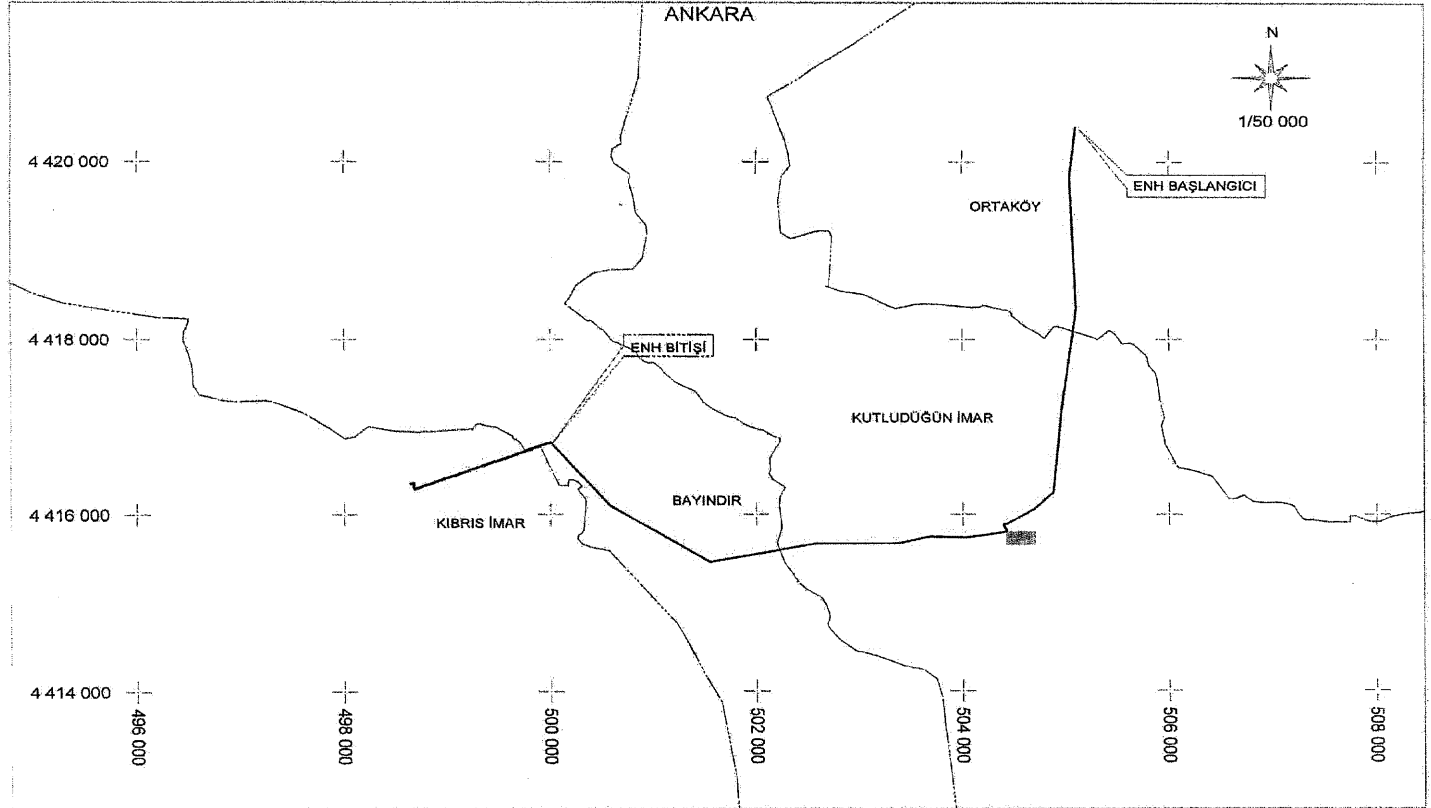 ANKARA
N
1/50 000
4 420 000
ENH BAŞLANGICI
ORTAKÖY
4 418 000
ENH BİTİŞİ
KUTLUDÜĞÜN İMAR
BAYINDIR
4 416 000
KIBRIS İMAR
4 414 000
496 000
498 000
500 000
502 000
504 000
506 000
508 000